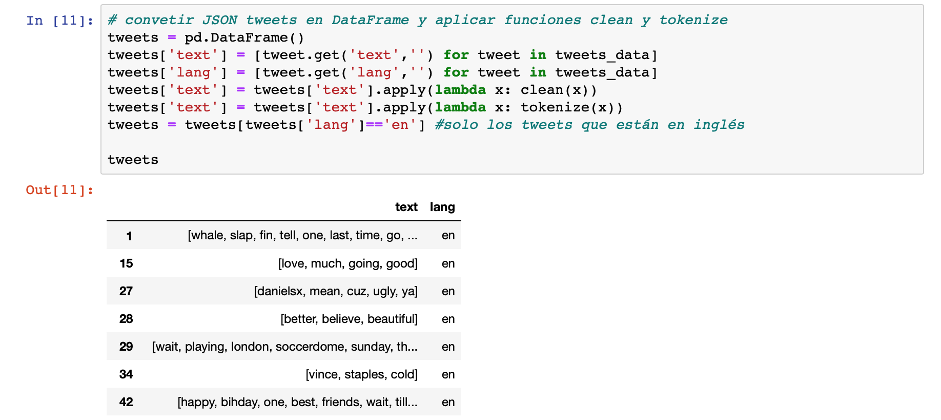 In [11]: # convetir JSON tweets en DataFrame y aplicar funciones clean y tokenize
tweets = pd.DataFrame()
tweets['text'] = [tweet.get('text','') for tweet in tweets_data]
tweets['lang'] = [tweet.get('lang','') for tweet in tweets_data]
tweets['text'] = tweets['text'].apply(lambda x: clean(x))
tweets['text'] = tweets['text'].apply(lambda x: tokenize(x))
tweets = tweets[tweets['lang']=='en'] #solo los tweets que están en inglés
tweets
Out[11]:
text lang
1 [whale, slap, fin, tell, one, last, time, go, ... en
15 [love, much, going, good] en
27 [danielsx, mean, cuz, ugly, ya] en
28 [better, believe, beautiful] en
29 [wait, playing, london, soccerdome, sunday, th... en
34 [vince, staples, cold] en
42 [happy, bihday, one, best, friends, wait, till... en